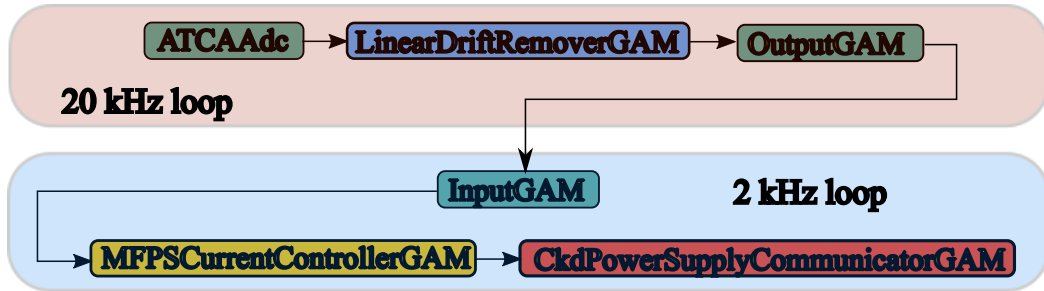 ATCAAdc
LinearDriftRemoverGAM
OutputGAM
20 kHz loop
InputGAM
2 kHz loop
MFPSCurrentControllerGAM
CkdPowerSupplyCommunicatorGAM